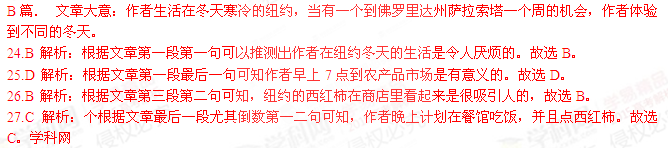 B 篇． 文章大意：作者生活在冬天寒冷的纽约，当有一个到佛罗里达州萨拉索塔一个周的机会，作者体验
到不同的冬天。
24.B 解析：根据文章第一段第一句可以推测出作者在纽约冬天的生活是令人厌烦的。故选 B。
25.D 解析：根据文章第一段最后一句可知作者早上 7 点到农产品市场是有意义的。故选 D。
26.B 解析：根据文章第三段第二句可知，纽约的西红柿在商店里看起来是很吸引人的，故选 B。
27.C 解析：个根据文章最后一段尤其倒数第一二句可知，作者晚上计划在餐馆吃饭，并且点西红柿。故选
C。学科网